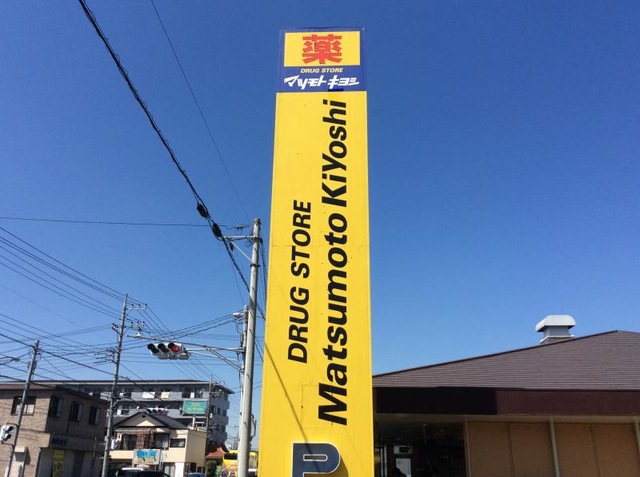 薬
DRUG STORE
マツモトキヨシ
DRUG STORE
Matsumoto KiYoshi
P